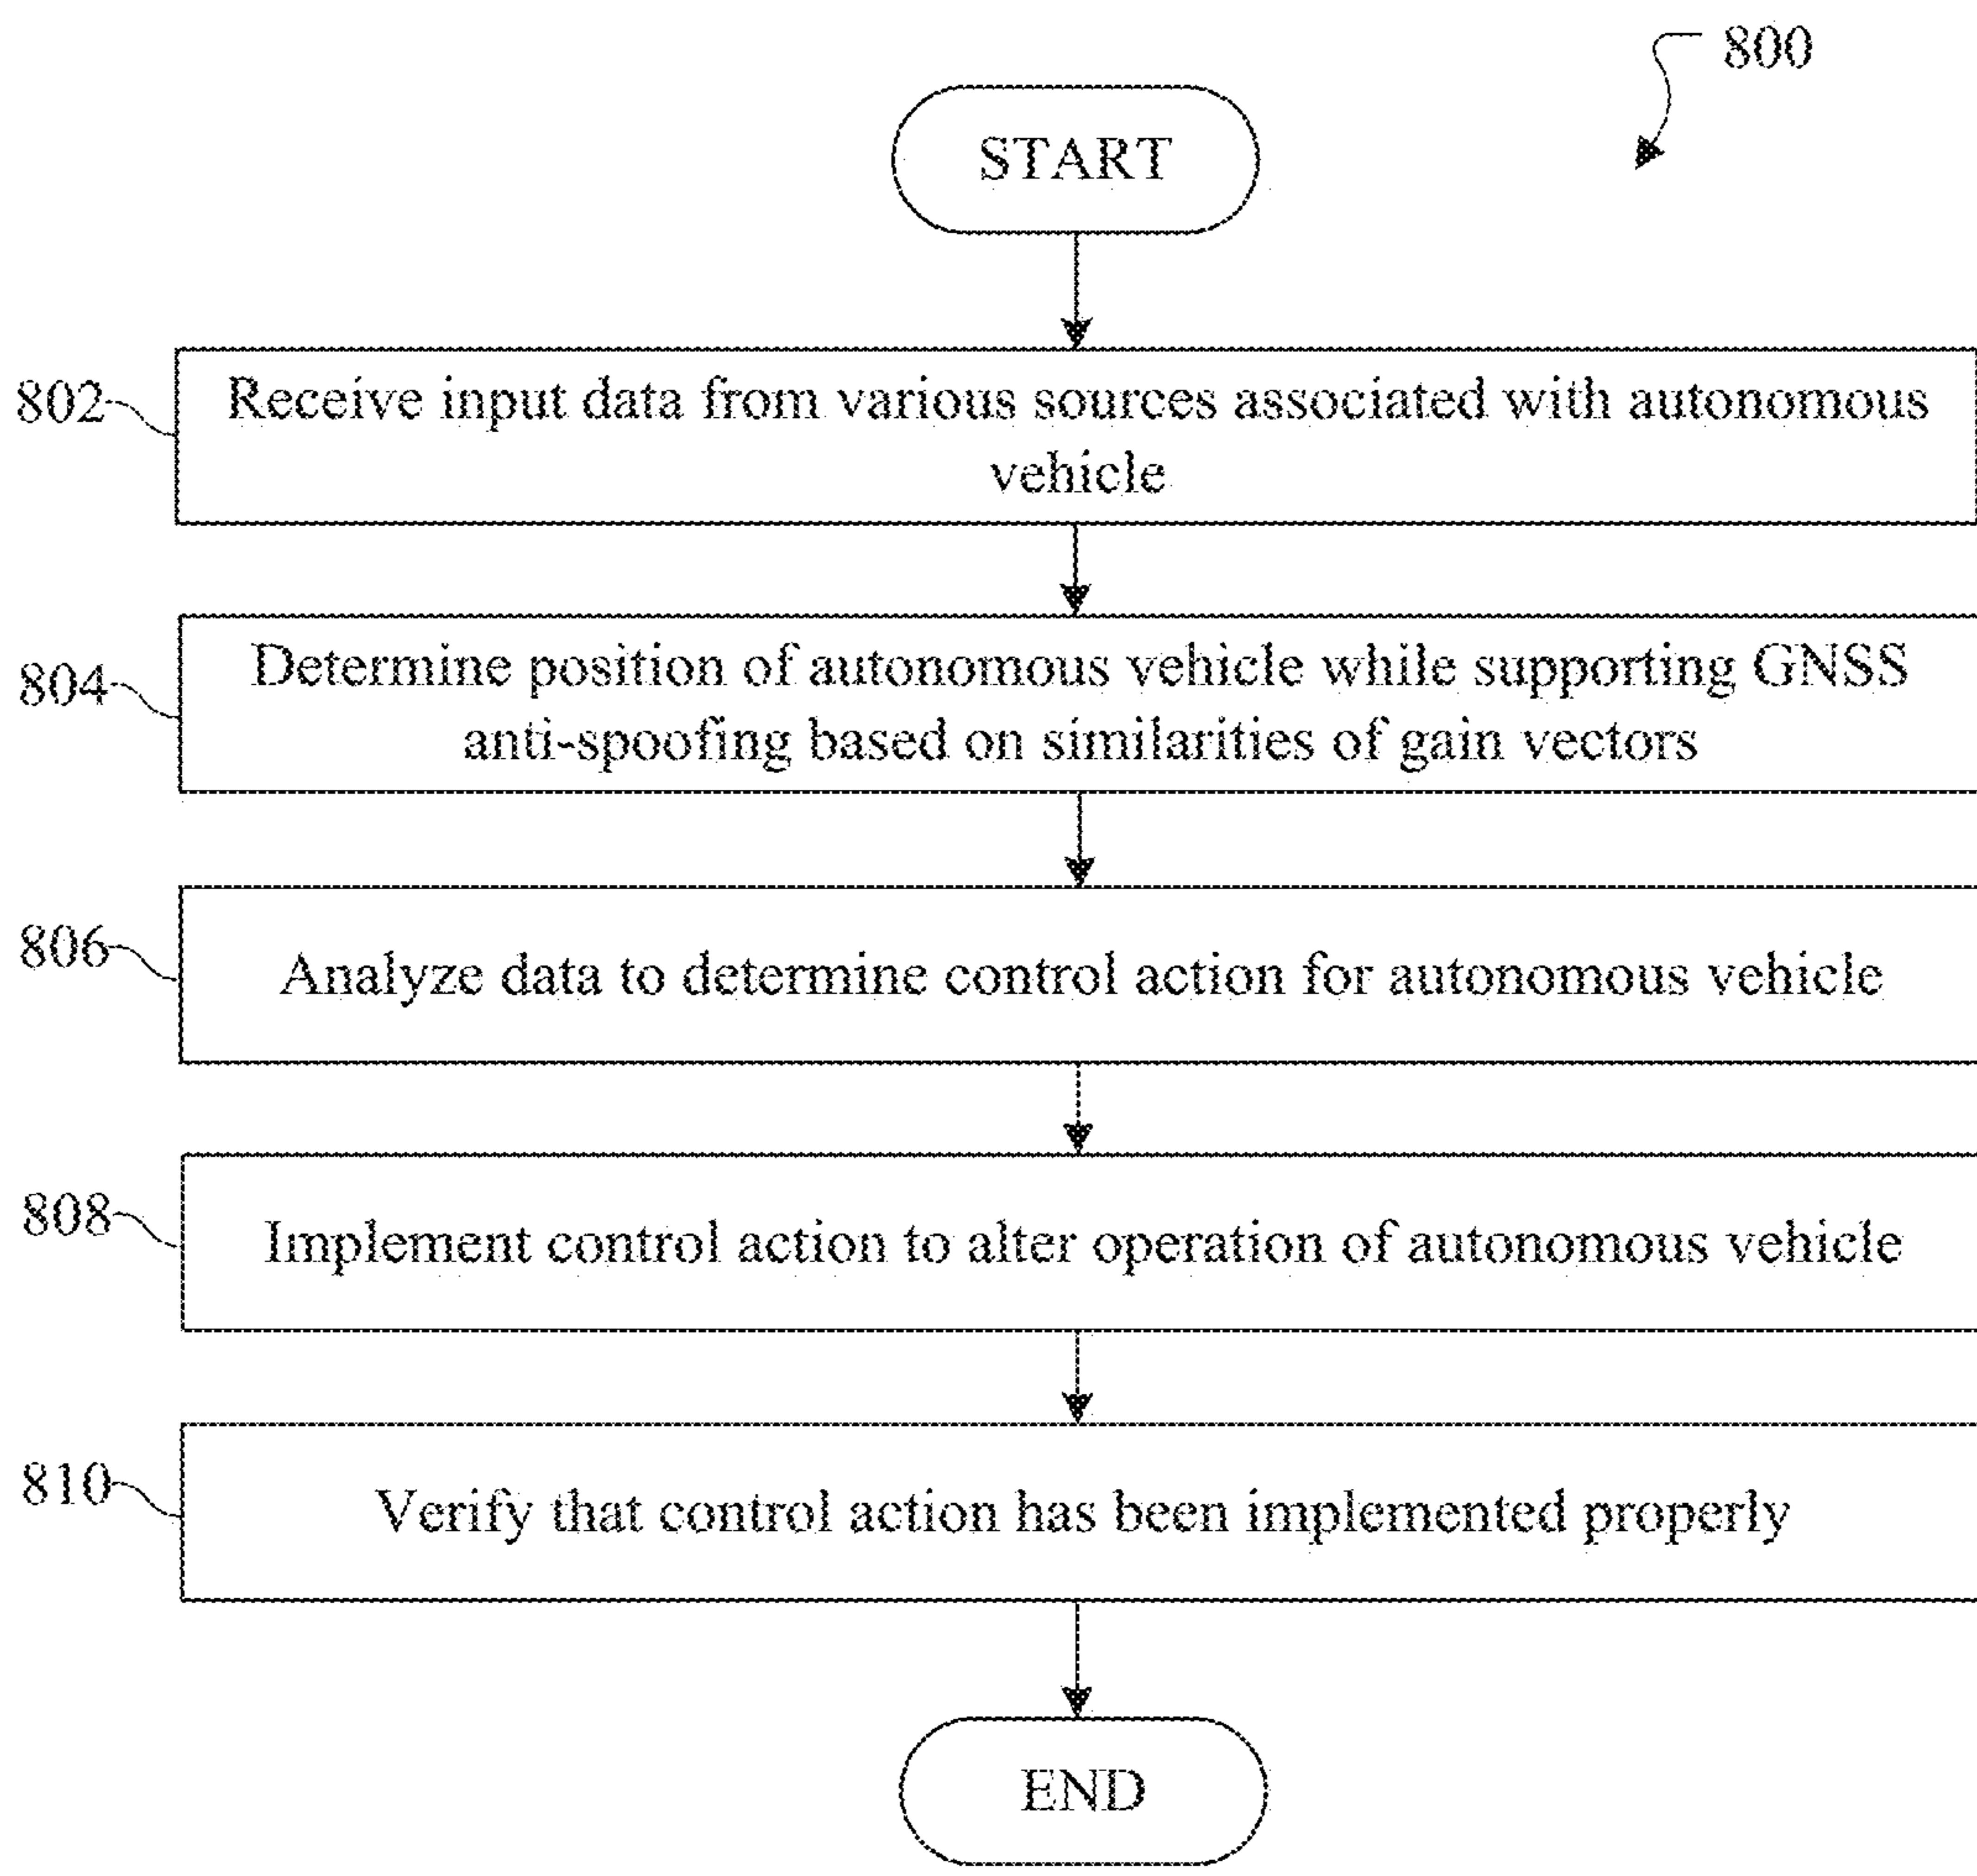 800
START
802
Receive input data from various sources associated with autonomous
vehicle
804
Determine position of autonomous vehicle while supporting GNSS
anti-spoofing based on similarities of gain vectors
806
Analyze data to determine control action for autonomous vehicle
808
Implement control action to alter operation of autonomous vehicle
810
Verify that control action has been implemented properly
END